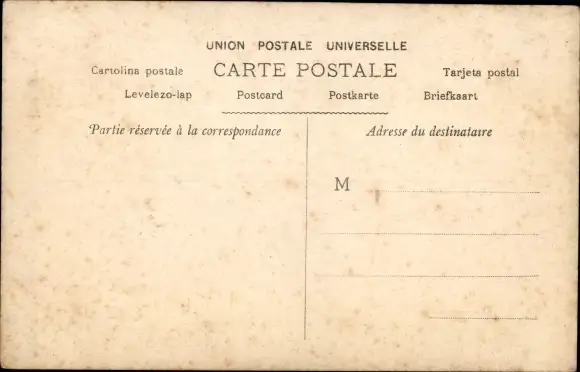 UNION POSTALE UNIVERSELLE
Cartolina postale CARTE POSTALE Tarjeta postal
Levelezo-lap Postcard Postkarte Briefkaart
Partie réservée à la correspondance Adresse du destinataire
M